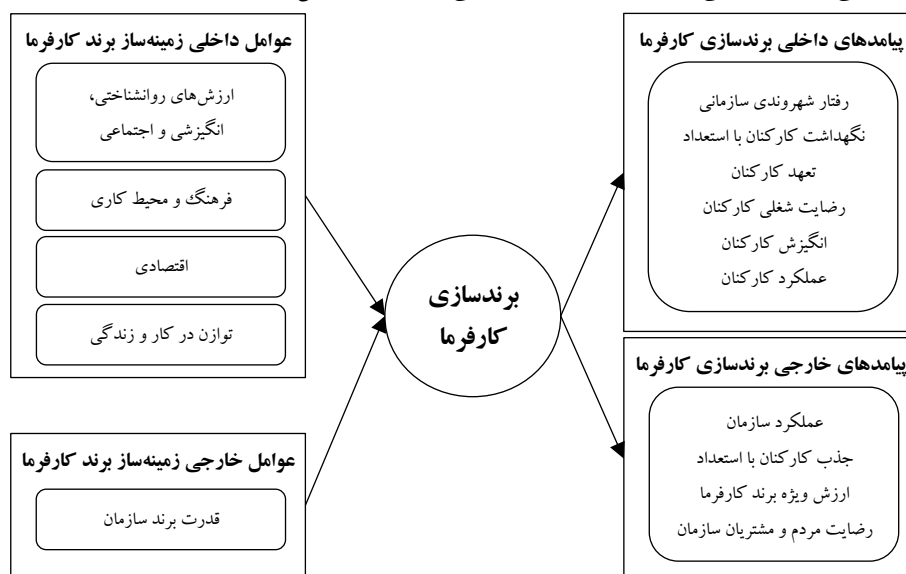 عوامل داخلی زمینه‌ساز برند کارفرما
ارزش‌های روانشناختی،
انگیزشی و اجتماعی
فرهنگ و محیط کاری
اقتصادی
توازن در کار و زندگی
عوامل خارجی زمینه‌ساز برند کارفرما
قدرت برند سازمان
برندسازی
کارفرما
پیامدهای داخلی برندسازی کارفرما
رفتار شهروندی سازمانی
نگهداشت کارکنان با استعداد
تعهد کارکنان
رضایت شغلی کارکنان
انگیزش کارکنان
عملکرد کارکنان
پیامدهای خارجی برندسازی کارفرما
عملکرد سازمان
جذب کارکنان با استعداد
ارزش ویژه برند کارفرما
رضایت مردم و مشتریان سازمان